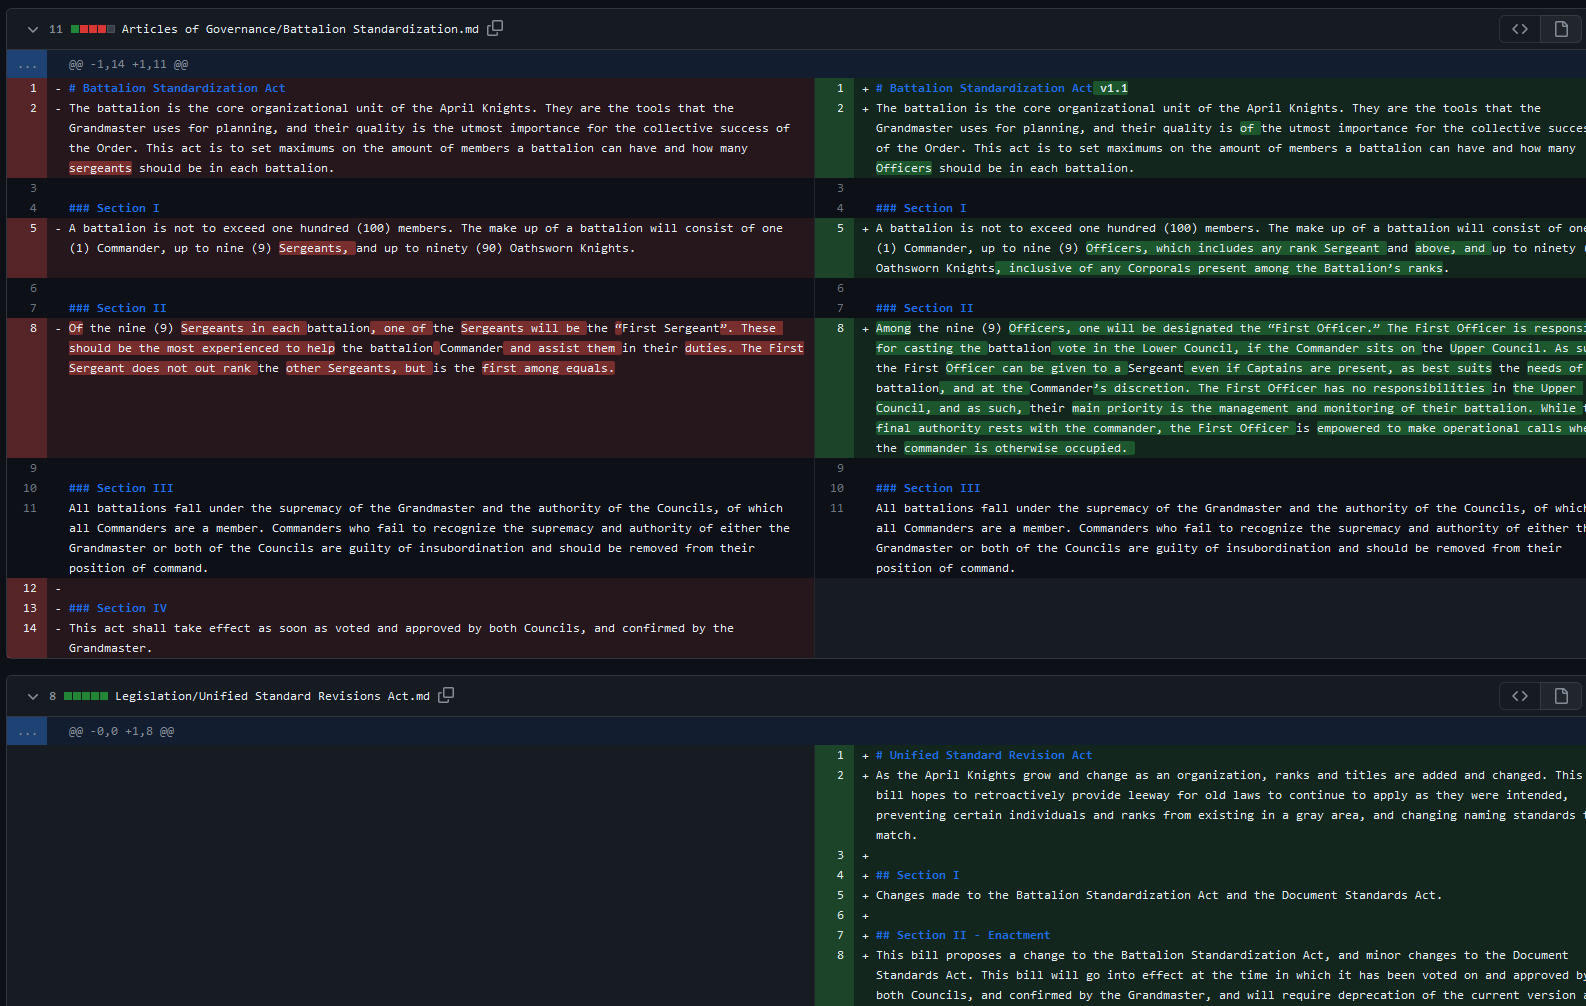 11 Articles of Governance/Battalion Standardization.md
... @@ -1,14 +1,11 @@
1 - # Battalion Standardization Act
2 - The battalion is the core organizational unit of the April Knights. They are the tools that the
Grandmaster uses for planning, and their quality is the utmost importance for the collective success of
the Order. This act is to set maximums on the amount of members a battalion can have and how many
sergeants should be in each battalion.
3
4 ### Section I
5 - A battalion is not to exceed one hundred (100) members. The make up of a battalion will consist of one
(1) Commander, up to nine (9) Sergeants, and up to ninety (90) Oathsworn Knights.
6
7 ### Section II
8 - Of the nine (9) Sergeants in each battalion, one of the Sergeants will be the “First Sergeant”. These
should be the most experienced to help the battalion Commander and assist them in their duties. The First
Sergeant does not out rank the other Sergeants, but is the first among equals.
9
10 ### Section III
11 All battalions fall under the supremacy of the Grandmaster and the authority of the Councils, of which
all Commanders are a member. Commanders who fail to recognize the supremacy and authority of either the
Grandmaster or both of the Councils are guilty of insubordination and should be removed from their
position of command.
12 -
13 - ### Section IV
14 - This act shall take effect as soon as voted and approved by both Councils, and confirmed by the
Grandmaster.
1 + # Battalion Standardization Act v1.1
2 + The battalion is the core organizational unit of the April Knights. They are the tools that the
Grandmaster uses for planning, and their quality is of the utmost importance for the collective
of the Order. This act is to set maximums on the amount of members a battalion can have and how many
Officers should be in each battalion.
3
4 ### Section I
5 + A battalion is not to exceed one hundred (100) members. The make up of a battalion will consist of one
(1) Commander, up to nine (9) Officers, which includes any rank Sergeant and above, and up to ninety
Oathsworn Knights, inclusive of any Corporals present among the Battalion’s ranks.
6
7 ### Section II
8 + Among the nine (9) Officers, one will be designated the “First Officer.” The First Officer is
for casting the battalion vote in the Lower Council, if the Commander sits on the Upper Council. As
the First Officer can be given to a Sergeant even if Captains are present, as best suits the needs of
battalion, and at the Commander’s discretion. The First Officer has no responsibilities in the Upper
Council, and as such, their main priority is the management and monitoring of their battalion. While
final authority rests with the commander, the First Officer is empowered to make operational calls
the commander is otherwise occupied.
9
10 ### Section III
11 All battalions fall under the supremacy of the Grandmaster and the authority of the Councils, of which
all Commanders are a member. Commanders who fail to recognize the supremacy and authority of either
Grandmaster or both of the Councils are guilty of insubordination and should be removed from their
position of command.
8 Legislation/Unified Standard Revisions Act.md
... @@ -0,0 +1,8 @@
1 + # Unified Standard Revision Act
2 + As the April Knights grow and change as an organization, ranks and titles are added and changed. This
bill hopes to retroactively provide leeway for old laws to continue to apply as they were intended,
preventing certain individuals and ranks from existing in a gray area, and changing naming standards
match.
3 +
4 + ## Section I
5 + Changes made to the Battalion Standardization Act and the Document Standards Act.
6 +
7 + ## Section II - Enactment
8 + This bill proposes a change to the Battalion Standardization Act, and minor changes to the Document
Standards Act. This bill will go into effect at the time in which it has been voted on and approved by
both Councils, and confirmed by the Grandmaster, and will require deprecation of the current version